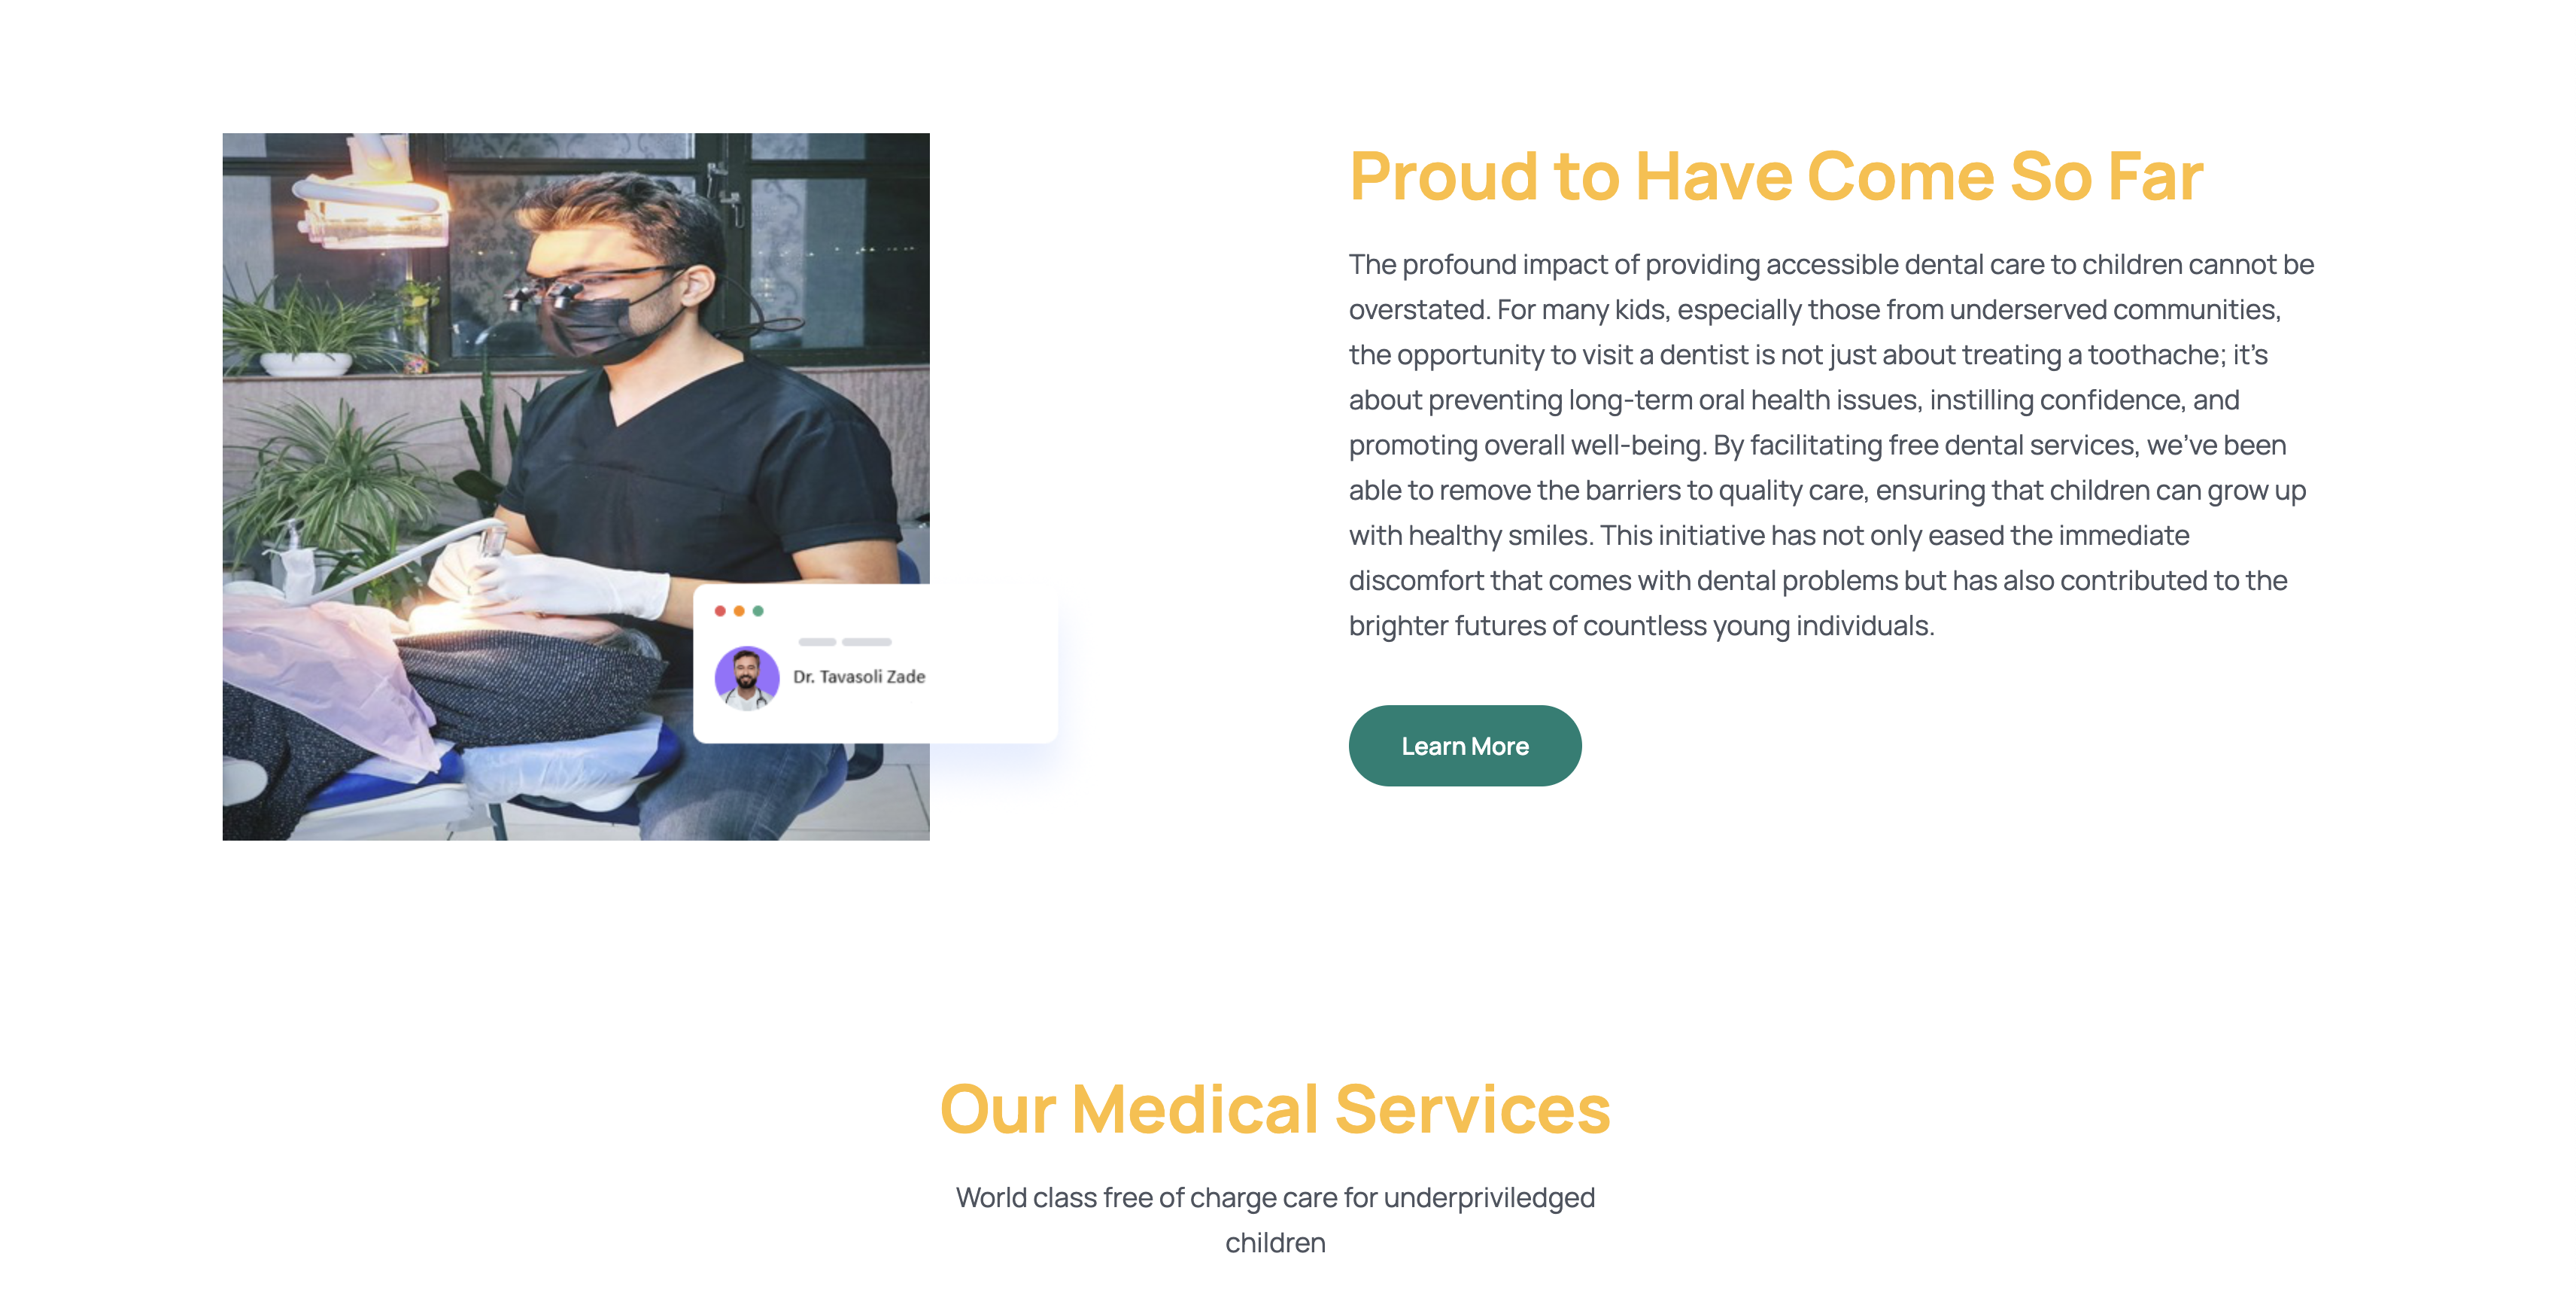 Proud to Have Come So Far
The profound impact of providing accessible dental care to children cannot be
overstated. For many kids, especially those from underserved communities,
the opportunity to visit a dentist is not just about treating a toothache; it’s
about preventing long-term oral health issues, instilling confidence, and
promoting overall well-being. By facilitating free dental services, we’ve been
able to remove the barriers to quality care, ensuring that children can grow up
with healthy smiles. This initiative has not only eased the immediate
discomfort that comes with dental problems but has also contributed to the
brighter futures of countless young individuals.
Dr. Tavasoli Zade
Learn More
Our Medical Services
World class free of charge care for underpriviledged
children